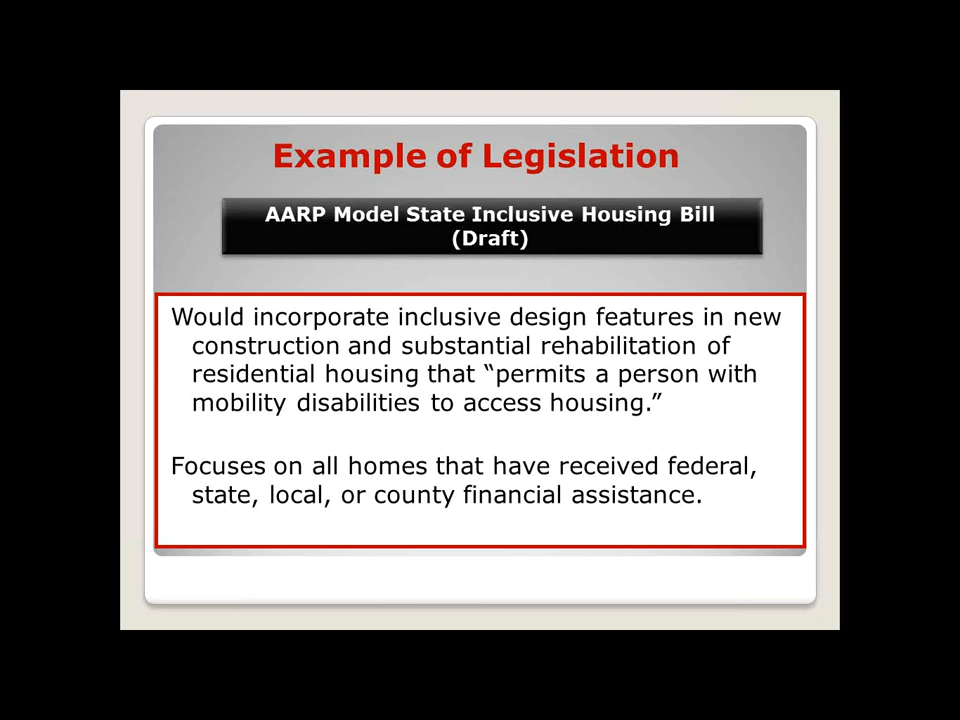 Example of Legislation
AARP Model State Inclusive Housing Bill
(Draft)
Would incorporate inclusive design features in new
construction and substantial rehabilitation of
residential housing that “permits a person with
mobility disabilities to access housing.”
Focuses on all homes that have received federal,
state, local, or county financial assistance.